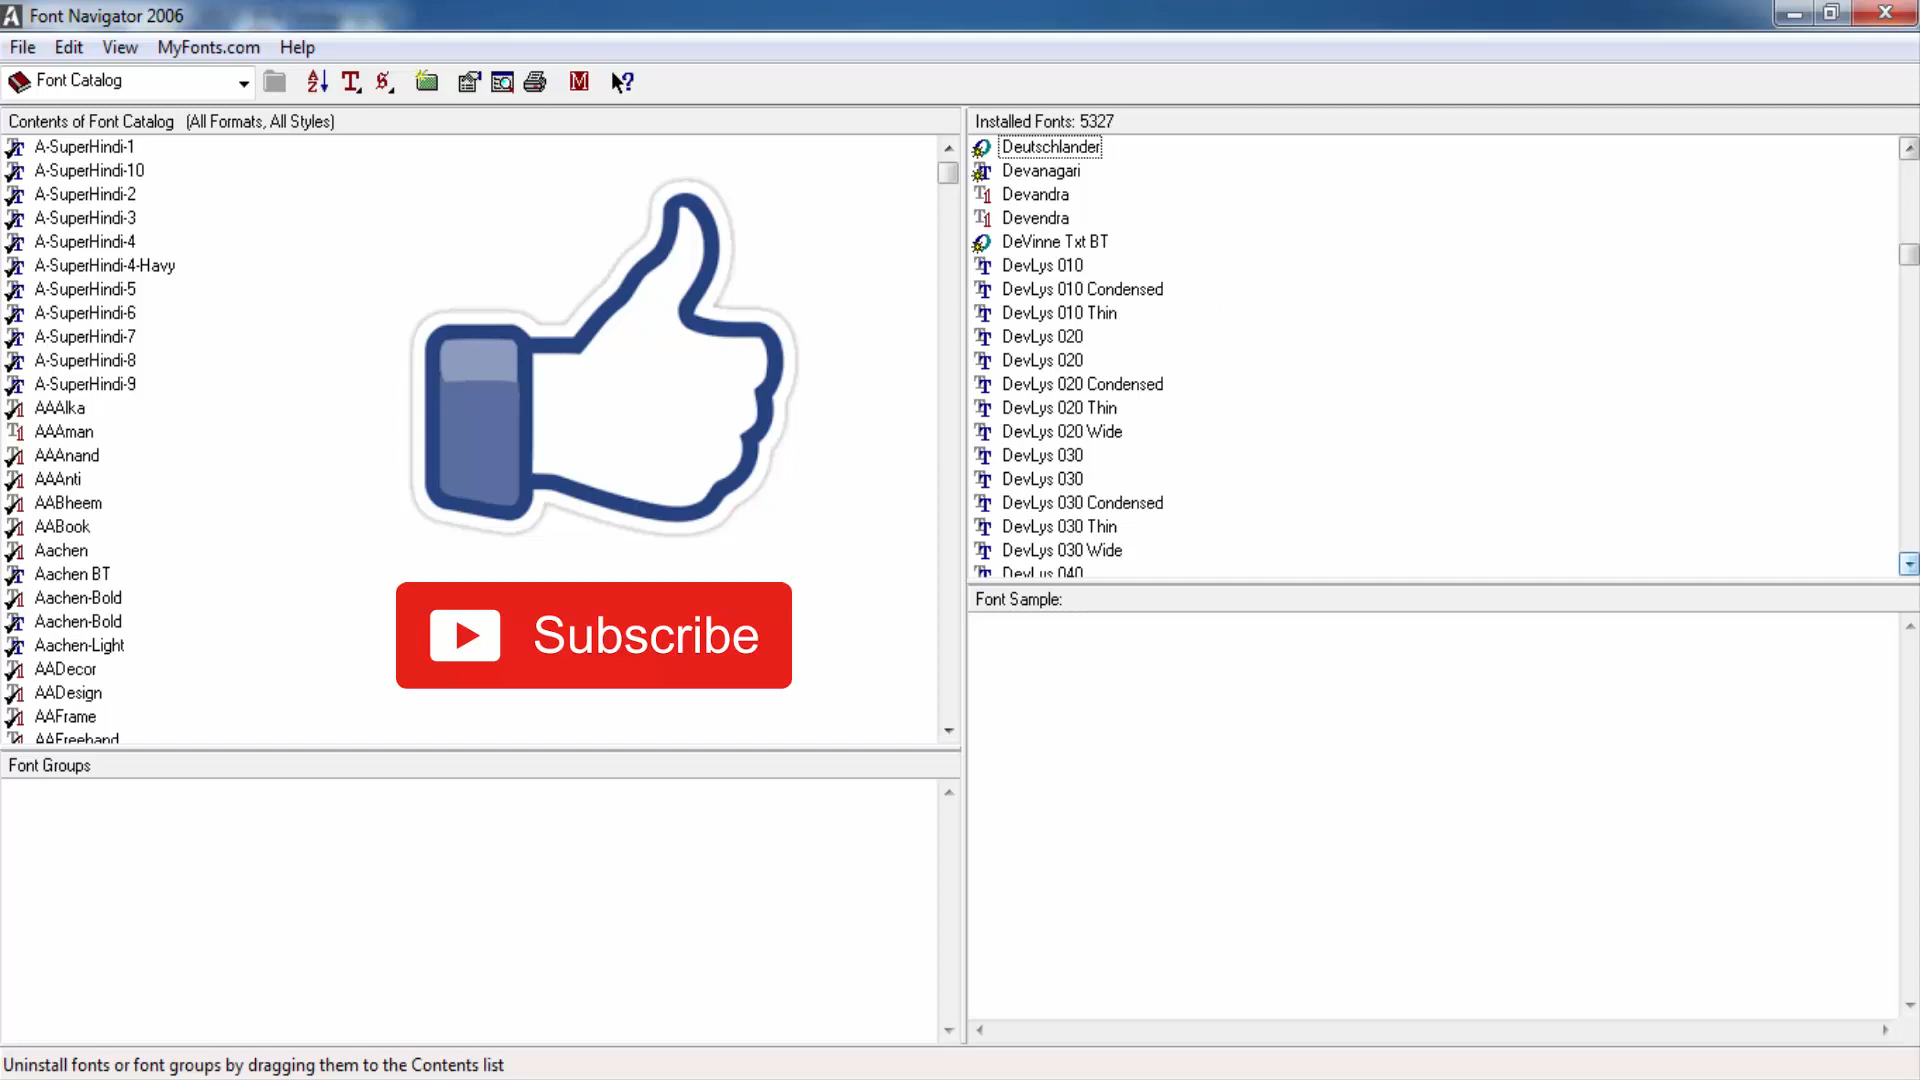 Font Navigator 2006
File Edit View MyFonts.com Help
Font Catalog
Contents of Font Catalog (All Formats, All Styles)
A-SuperHindi-1
A-SuperHindi-10
A-SuperHindi-2
A-SuperHindi-3
A-SuperHindi-4
A-SuperHindi-4-Havy
A-SuperHindi-5
A-SuperHindi-6
A-SuperHindi-7
A-SuperHindi-8
A-SuperHindi-9
AAAlka
AAAman
AAAnand
AAAnti
AABheem
AABook
Aachen
Aachen BT
Aachen-Bold
Aachen-Bold
Aachen-Light
AADecor
AADesign
AAFrame
AAFreehand
Subscribe
Font Groups
Installed Fonts: 5327
Deutschlander
Devanagari
Devandra
Devendra
DeVinne Txt BT
DevLys 010
DevLys 010 Condensed
DevLys 010 Thin
DevLys 020
DevLys 020
DevLys 020 Condensed
DevLys 020 Thin
DevLys 020 Wide
DevLys 030
DevLys 030
DevLys 030 Condensed
DevLys 030 Thin
DevLys 030 Wide
DevLys 040
Font Sample:
Uninstall fonts or font groups by dragging them to the Contents list